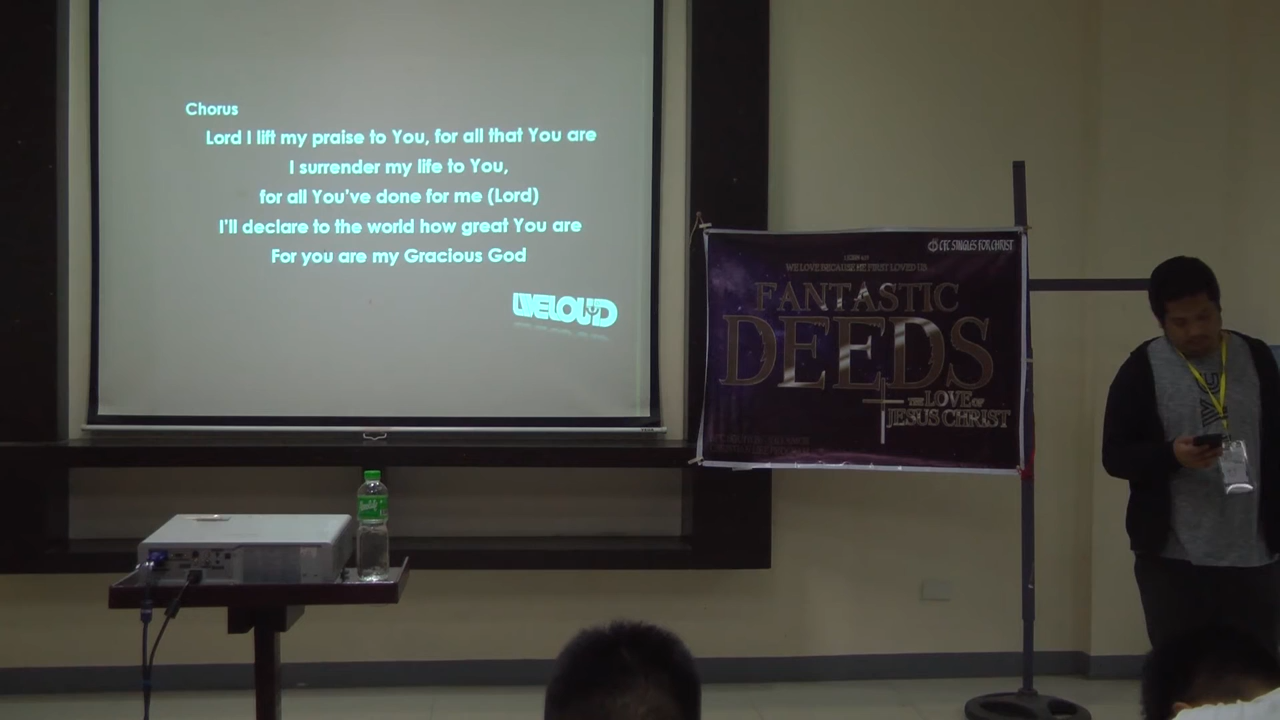 Chorus
Lord I lift my praise to You, for all that You are
I surrender my life to You,
for all You've done for me (Lord)
I'll declare to the world how great You are
For you are my Gracious God
LIVELOUD
CFC SINGLES FOR CHRIST
WE LOVE BECAUSE HE FIRST LOVED US
FANTASTIC
DEEDS
THE LOVE OF
JESUS CHRIST